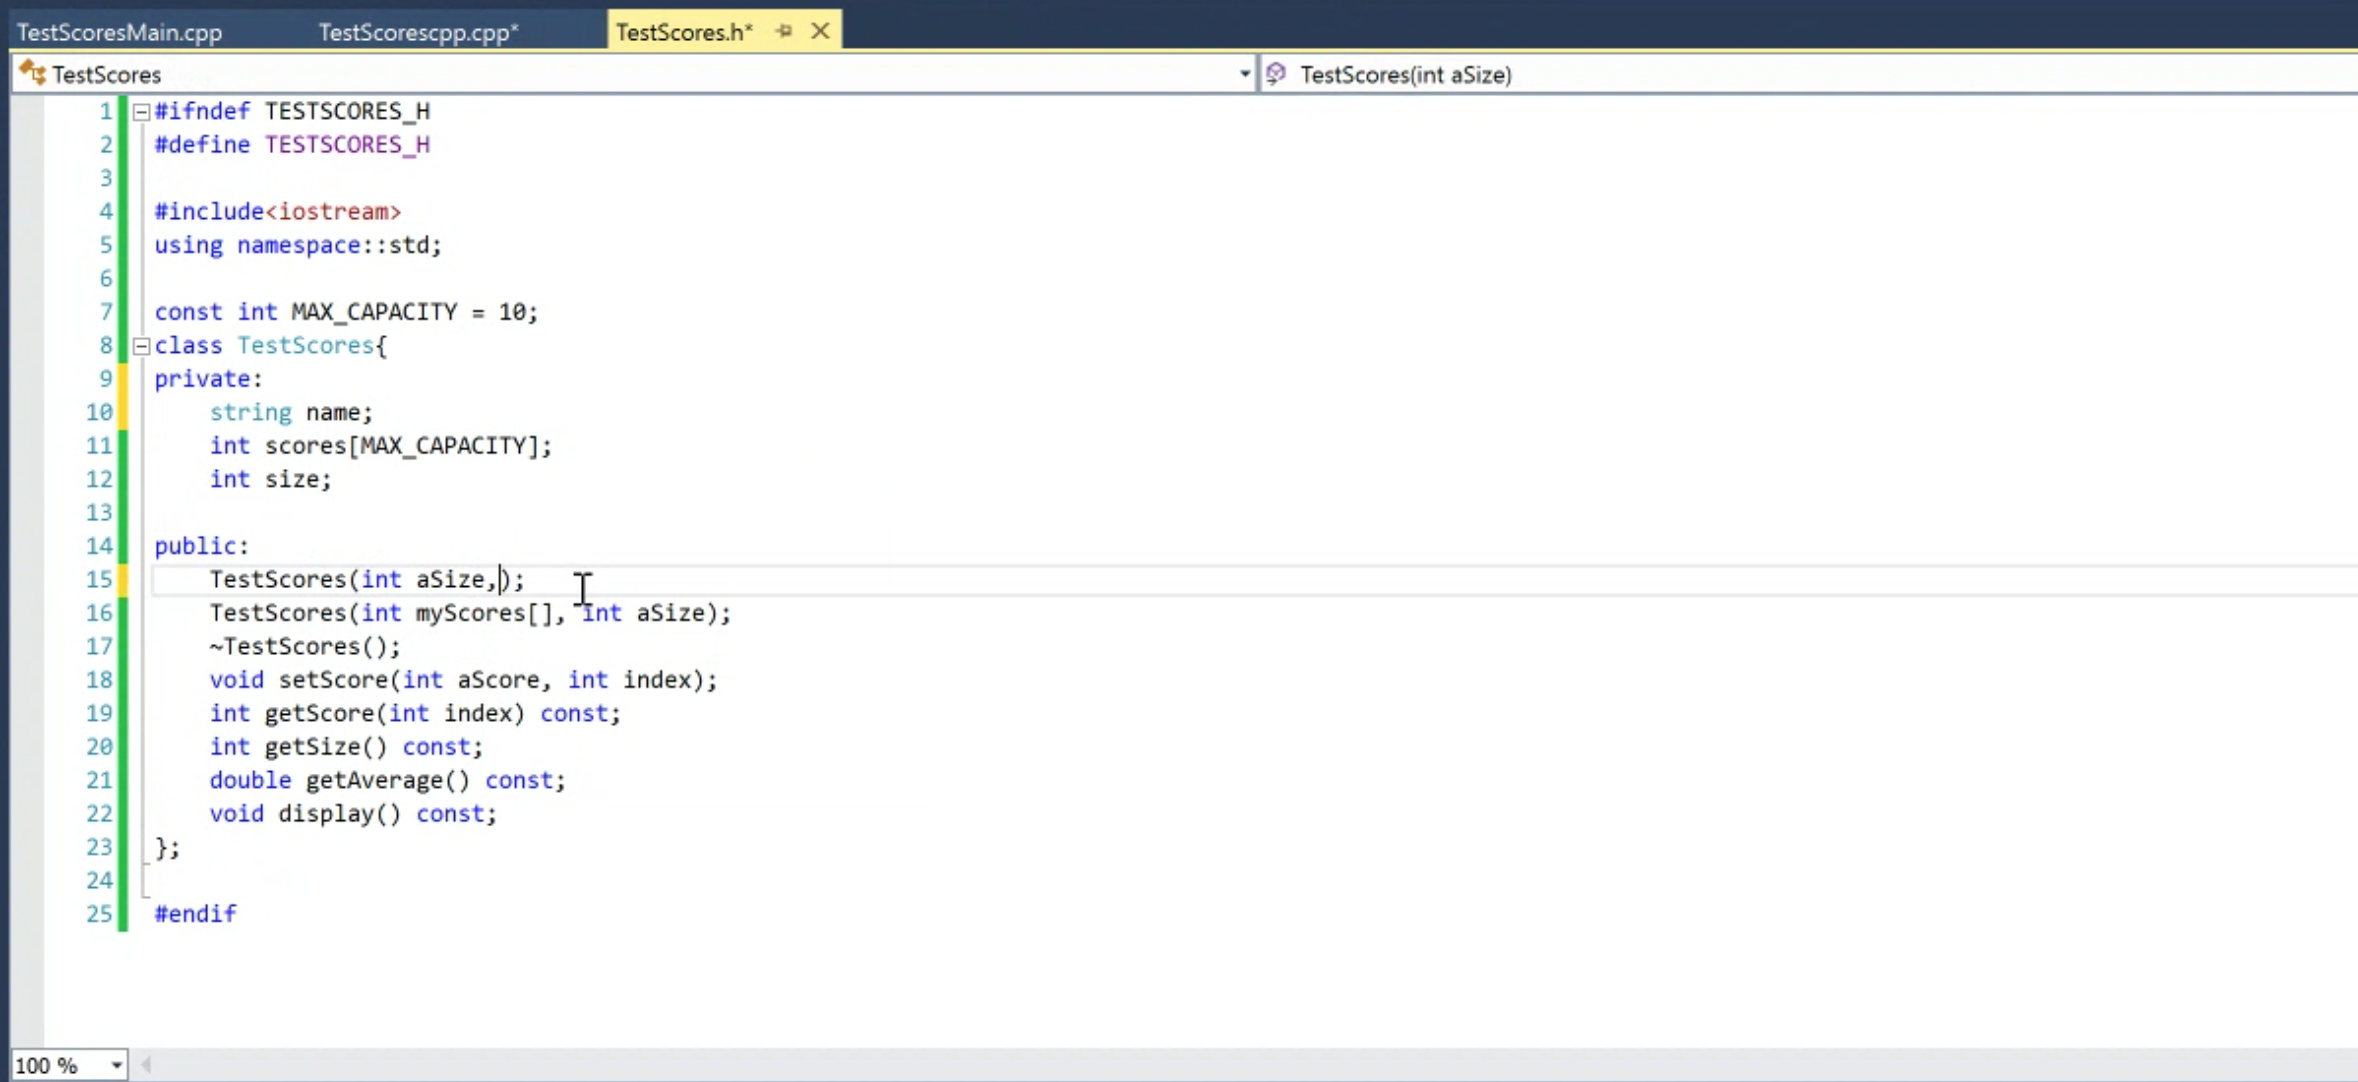 TestScoresMain.cpp TestScorescpp.cpp* TestScores.h*
TestScores TestScores(int aSize)
1 #ifndef TESTSCORES_H
2 #define TESTSCORES_H
3
4 #include<iostream>
5 using namespace::std;
6
7 const int MAX_CAPACITY = 10;
8 class TestScores{
9 private:
10 string name;
11 int scores[MAX_CAPACITY];
12 int size;
13
14 public:
15 TestScores(int aSize,);
16 TestScores(int myScores[], int aSize);
17 ~TestScores();
18 void setScore(int aScore, int index);
19 int getScore(int index) const;
20 int getSize() const;
21 double getAverage() const;
22 void display() const;
23 };
24
25 #endif
100 %